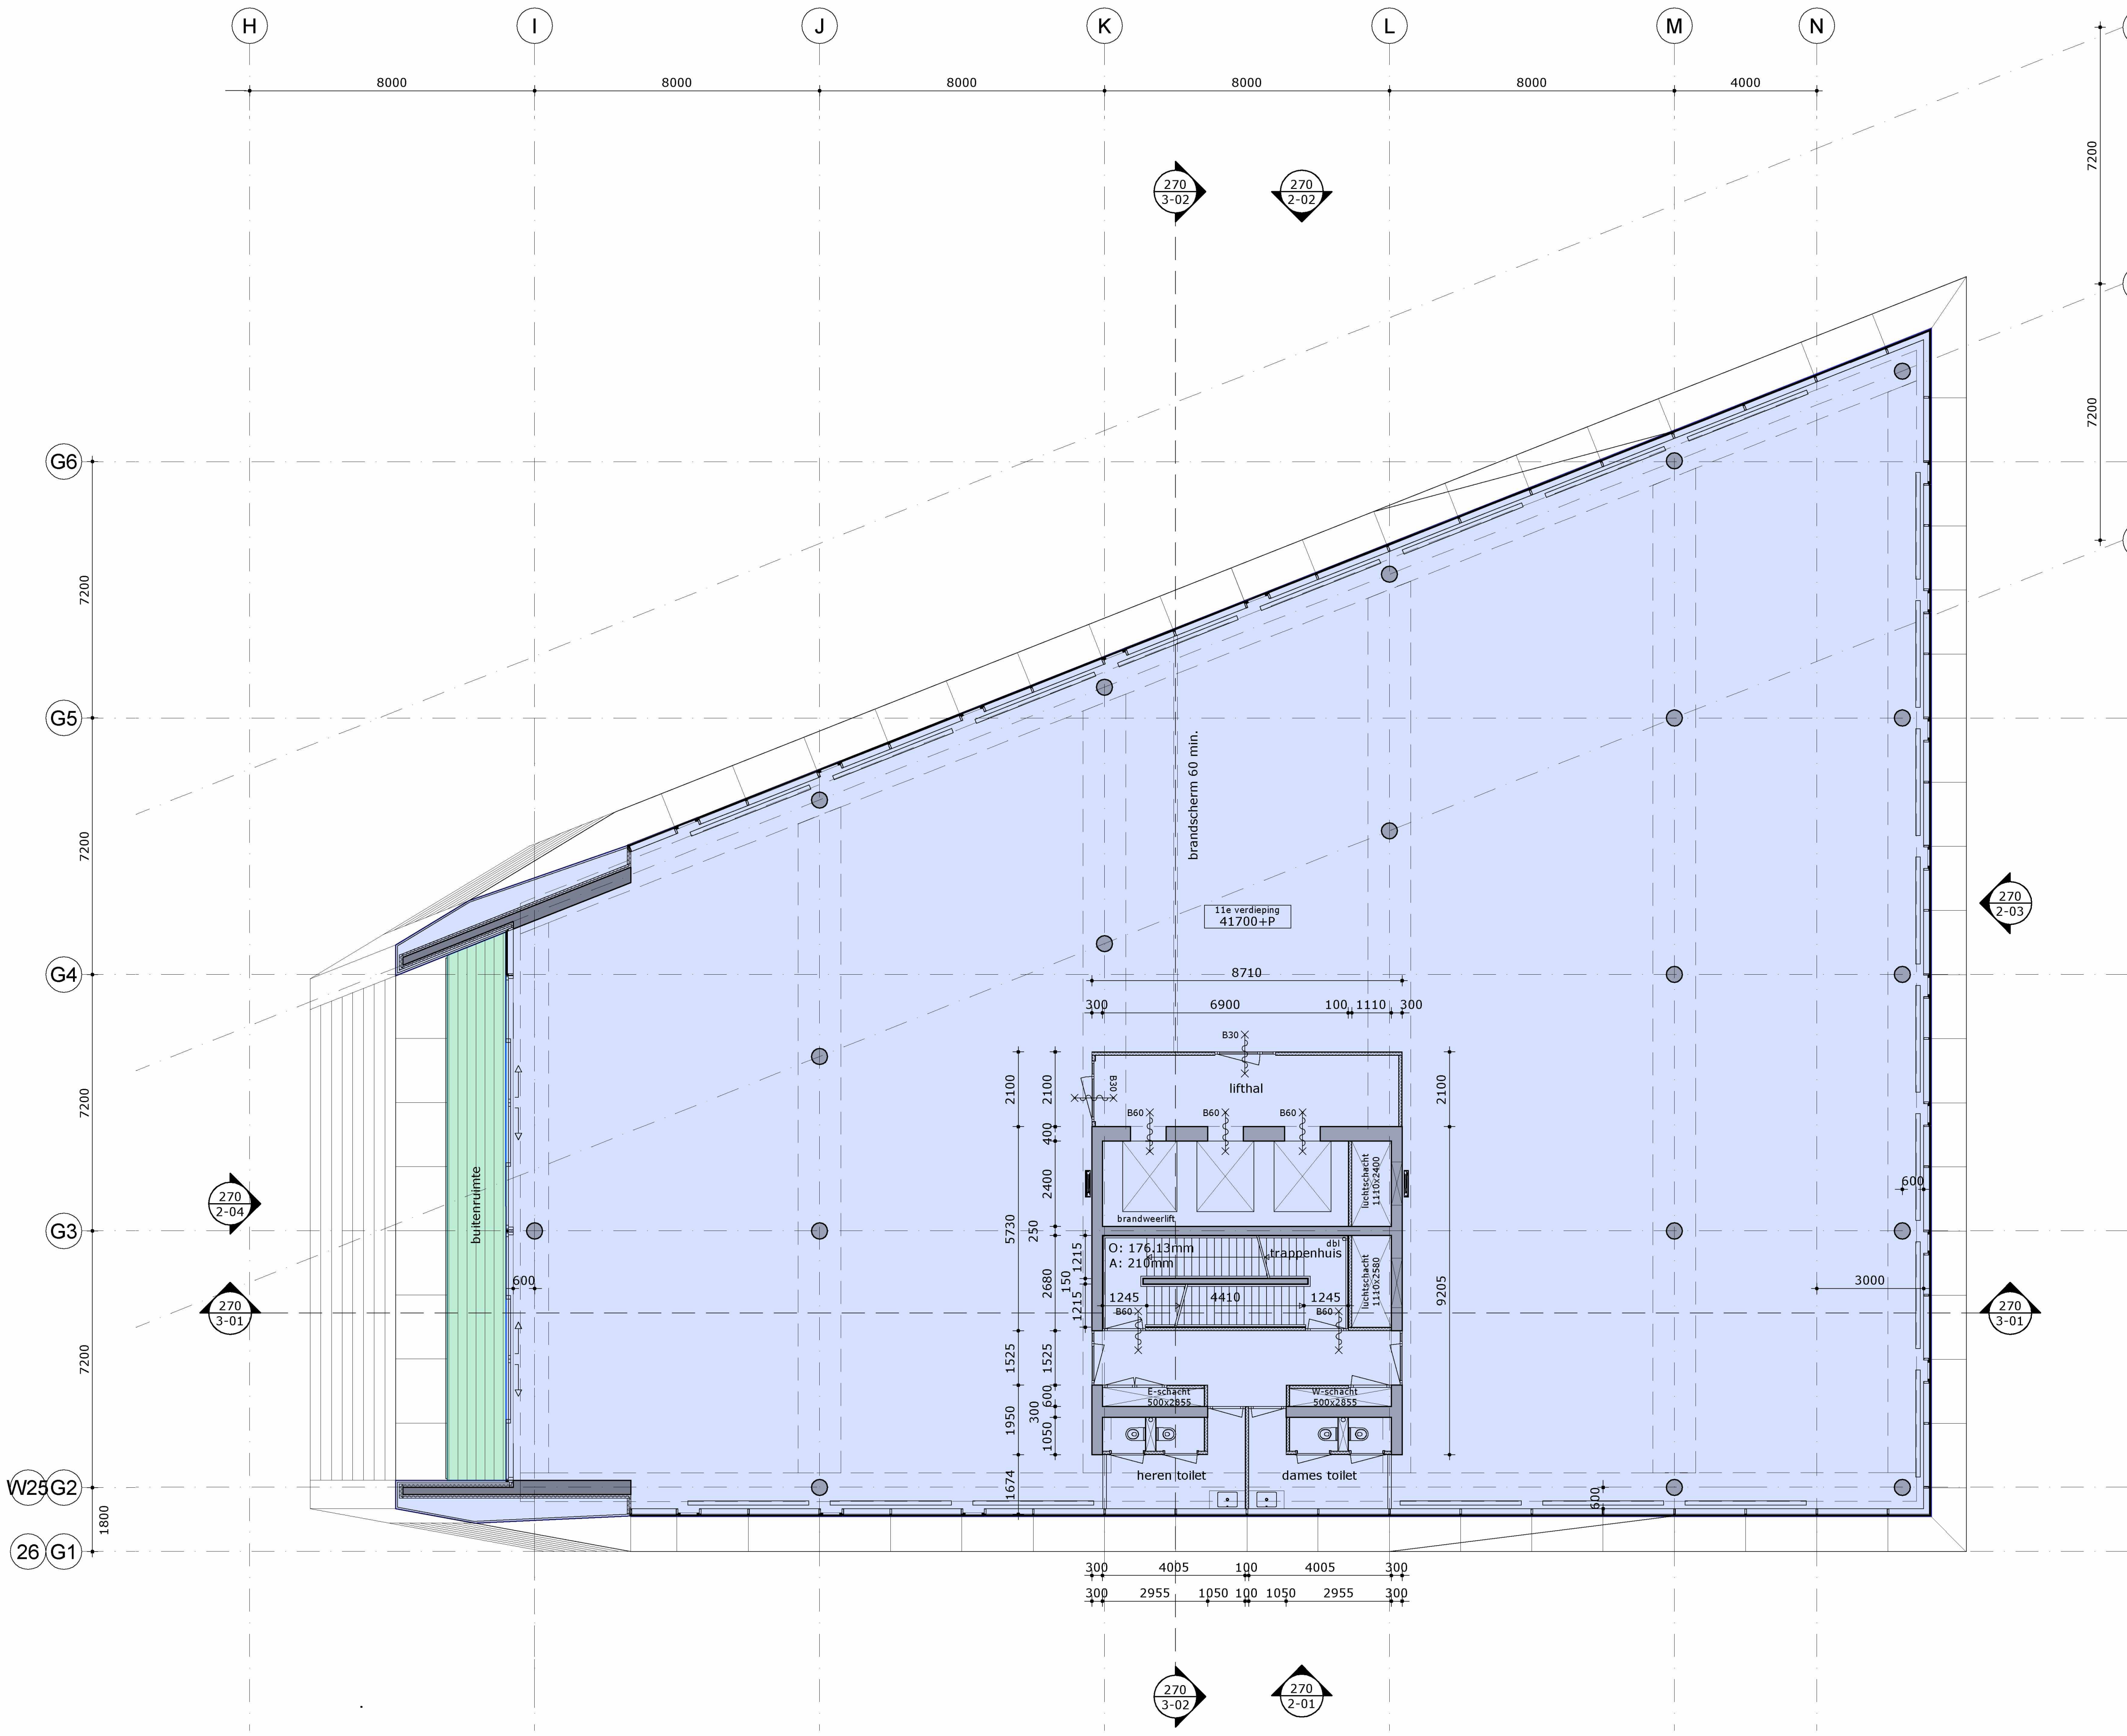 H I J K L M N
8000 8000 8000 8000 8000 4000
7200
270
3-02
270
2-02
7200
G6
7200
G5
brandscherm 60 min.
7200
11e verdieping
41700+P
270
2-03
G4
8710
300 6900 100 1110 300
B30
lifthal
B30
2100 2100 2100
7200
B60 B60 B60
400
2400
luchtschacht
1110x2400
buitenruimte
270
2-04
600
brandweerlift
G3
5730
250
O: 176.13mm
A: 210mm
dbl
trappenhuis
1215
150
1215
2680
luchtschacht
1110x2580
9205
600
3000
270
3-01
1245 4410 1245
B60 B60
270
3-01
7200
1525 1525
E-schacht
500x2855
W-schacht
500x2855
600
300
1950
1050
heren toilet
dames toilet
W25 G2
1674
600
1800
26 G1
300 4005 100 4005 300
300 2955 1050 100 1050 2955 300
270
3-02
270
2-01